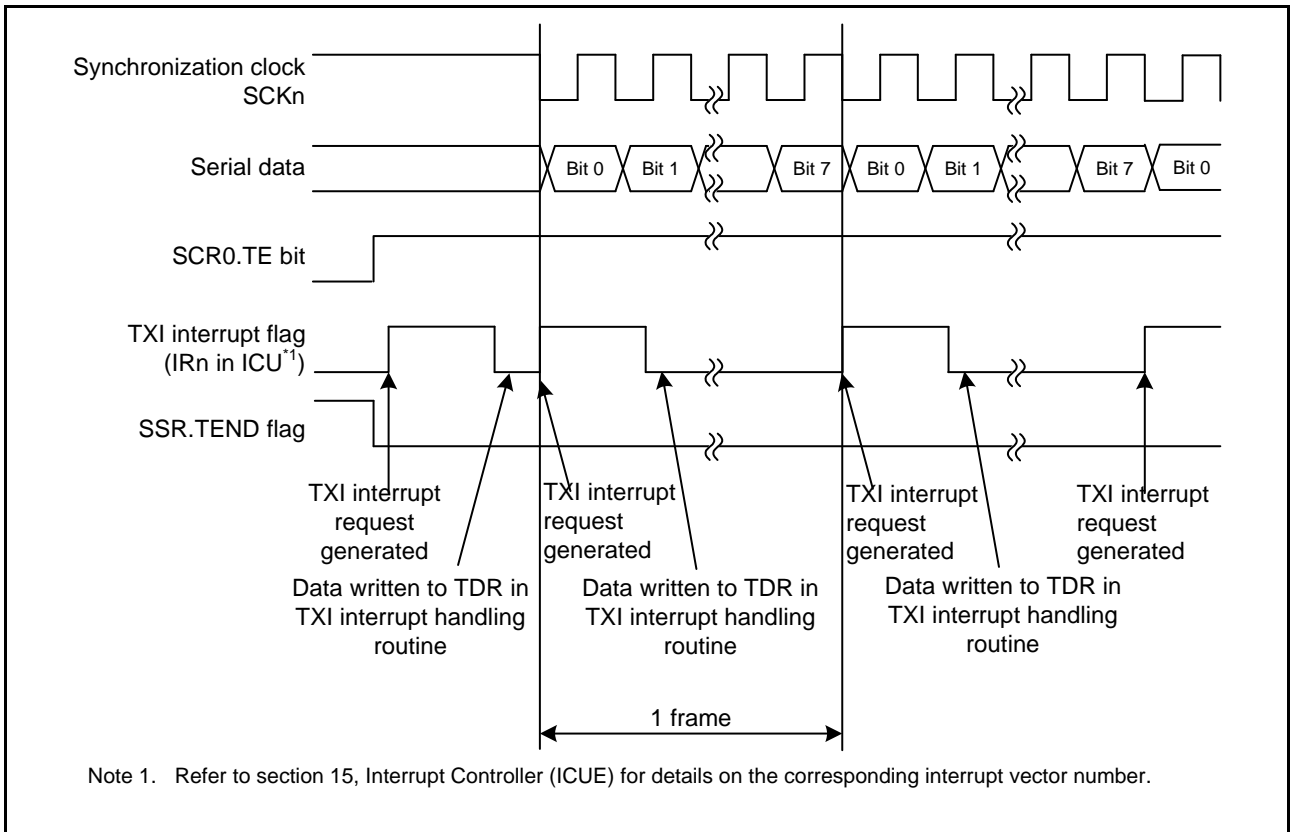 Synchronization clock
SCKn
Serial data
Bit 0 Bit 1 Bit 7 Bit 0 Bit 1 Bit 7 Bit 0
SCR0.TE bit
TXI interrupt flag
(IRn in ICU*1)
SSR.TEND flag
TXI interrupt
request
generated
TXI interrupt
request
generated
TXI interrupt
request
generated
TXI interrupt
request
generated
Data written to TDR in
TXI interrupt handling
routine
Data written to TDR in
TXI interrupt handling
routine
Data written to TDR in
TXI interrupt handling
routine
1 frame
Note 1. Refer to section 15, Interrupt Controller (ICUE) for details on the corresponding interrupt vector number.